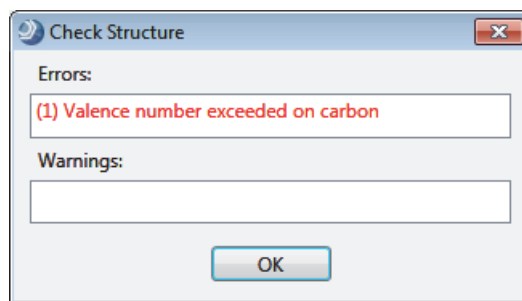 Check Structure
Errors:
(1) Valence number exceeded on carbon
Warnings:
OK